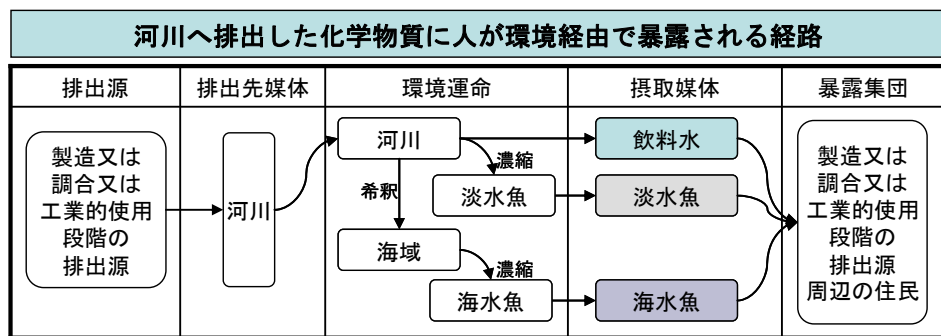 河川へ排出した化学物質に人が環境経由で暴露される経路
排出源
排出先媒体
環境運命
摂取媒体
暴露集団
製造又は
調合又は
工業的使用
段階の
排出源
河川
河川
濃縮
淡水魚
希釈
海域
濃縮
海水魚
飲料水
淡水魚
海水魚
製造又は
調合又は
工業的使用
段階の
排出源
周辺の住民